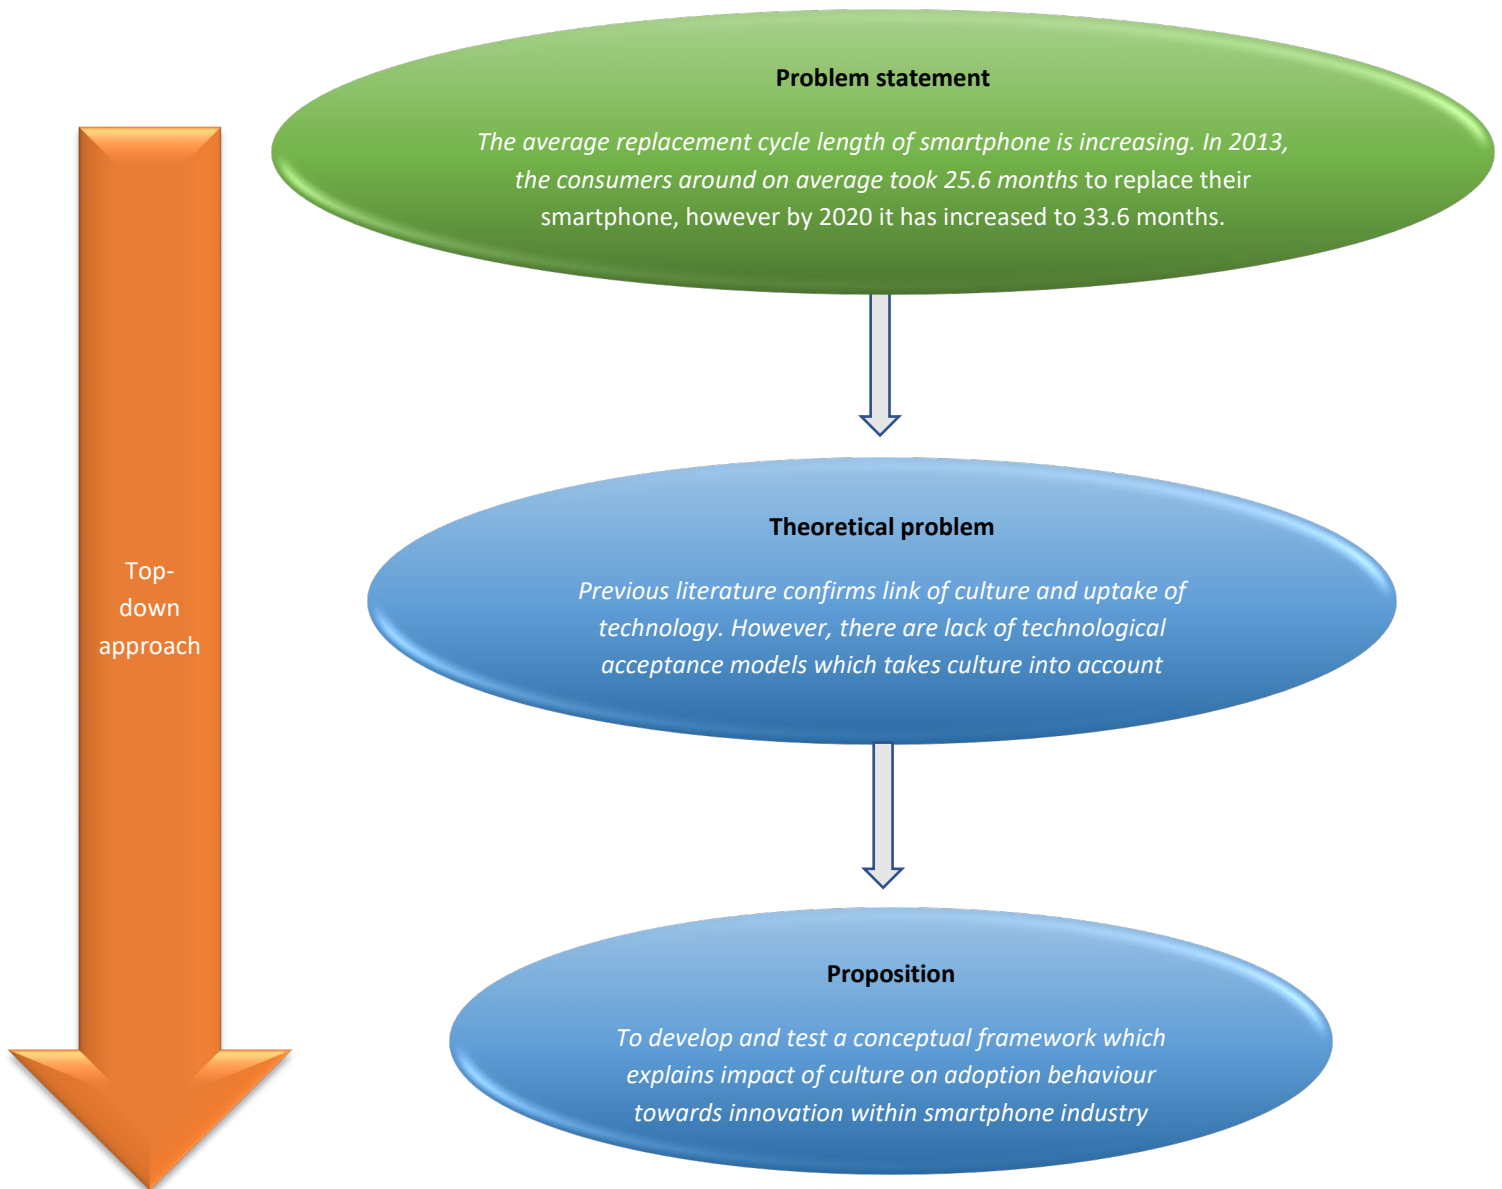 Problem statement
The average replacement cycle length of smartphone is increasing. In 2013,
the consumers around on average took 25.6 months to replace their
smartphone, however by 2020 it has increased to 33.6 months.
Top-
down
approach
Theoretical problem
Previous literature confirms link of culture and uptake of
technology. However, there are lack of technological
acceptance models which takes culture into account
Proposition
To develop and test a conceptual framework which
explains impact of culture on adoption behaviour
towards innovation within smartphone industry